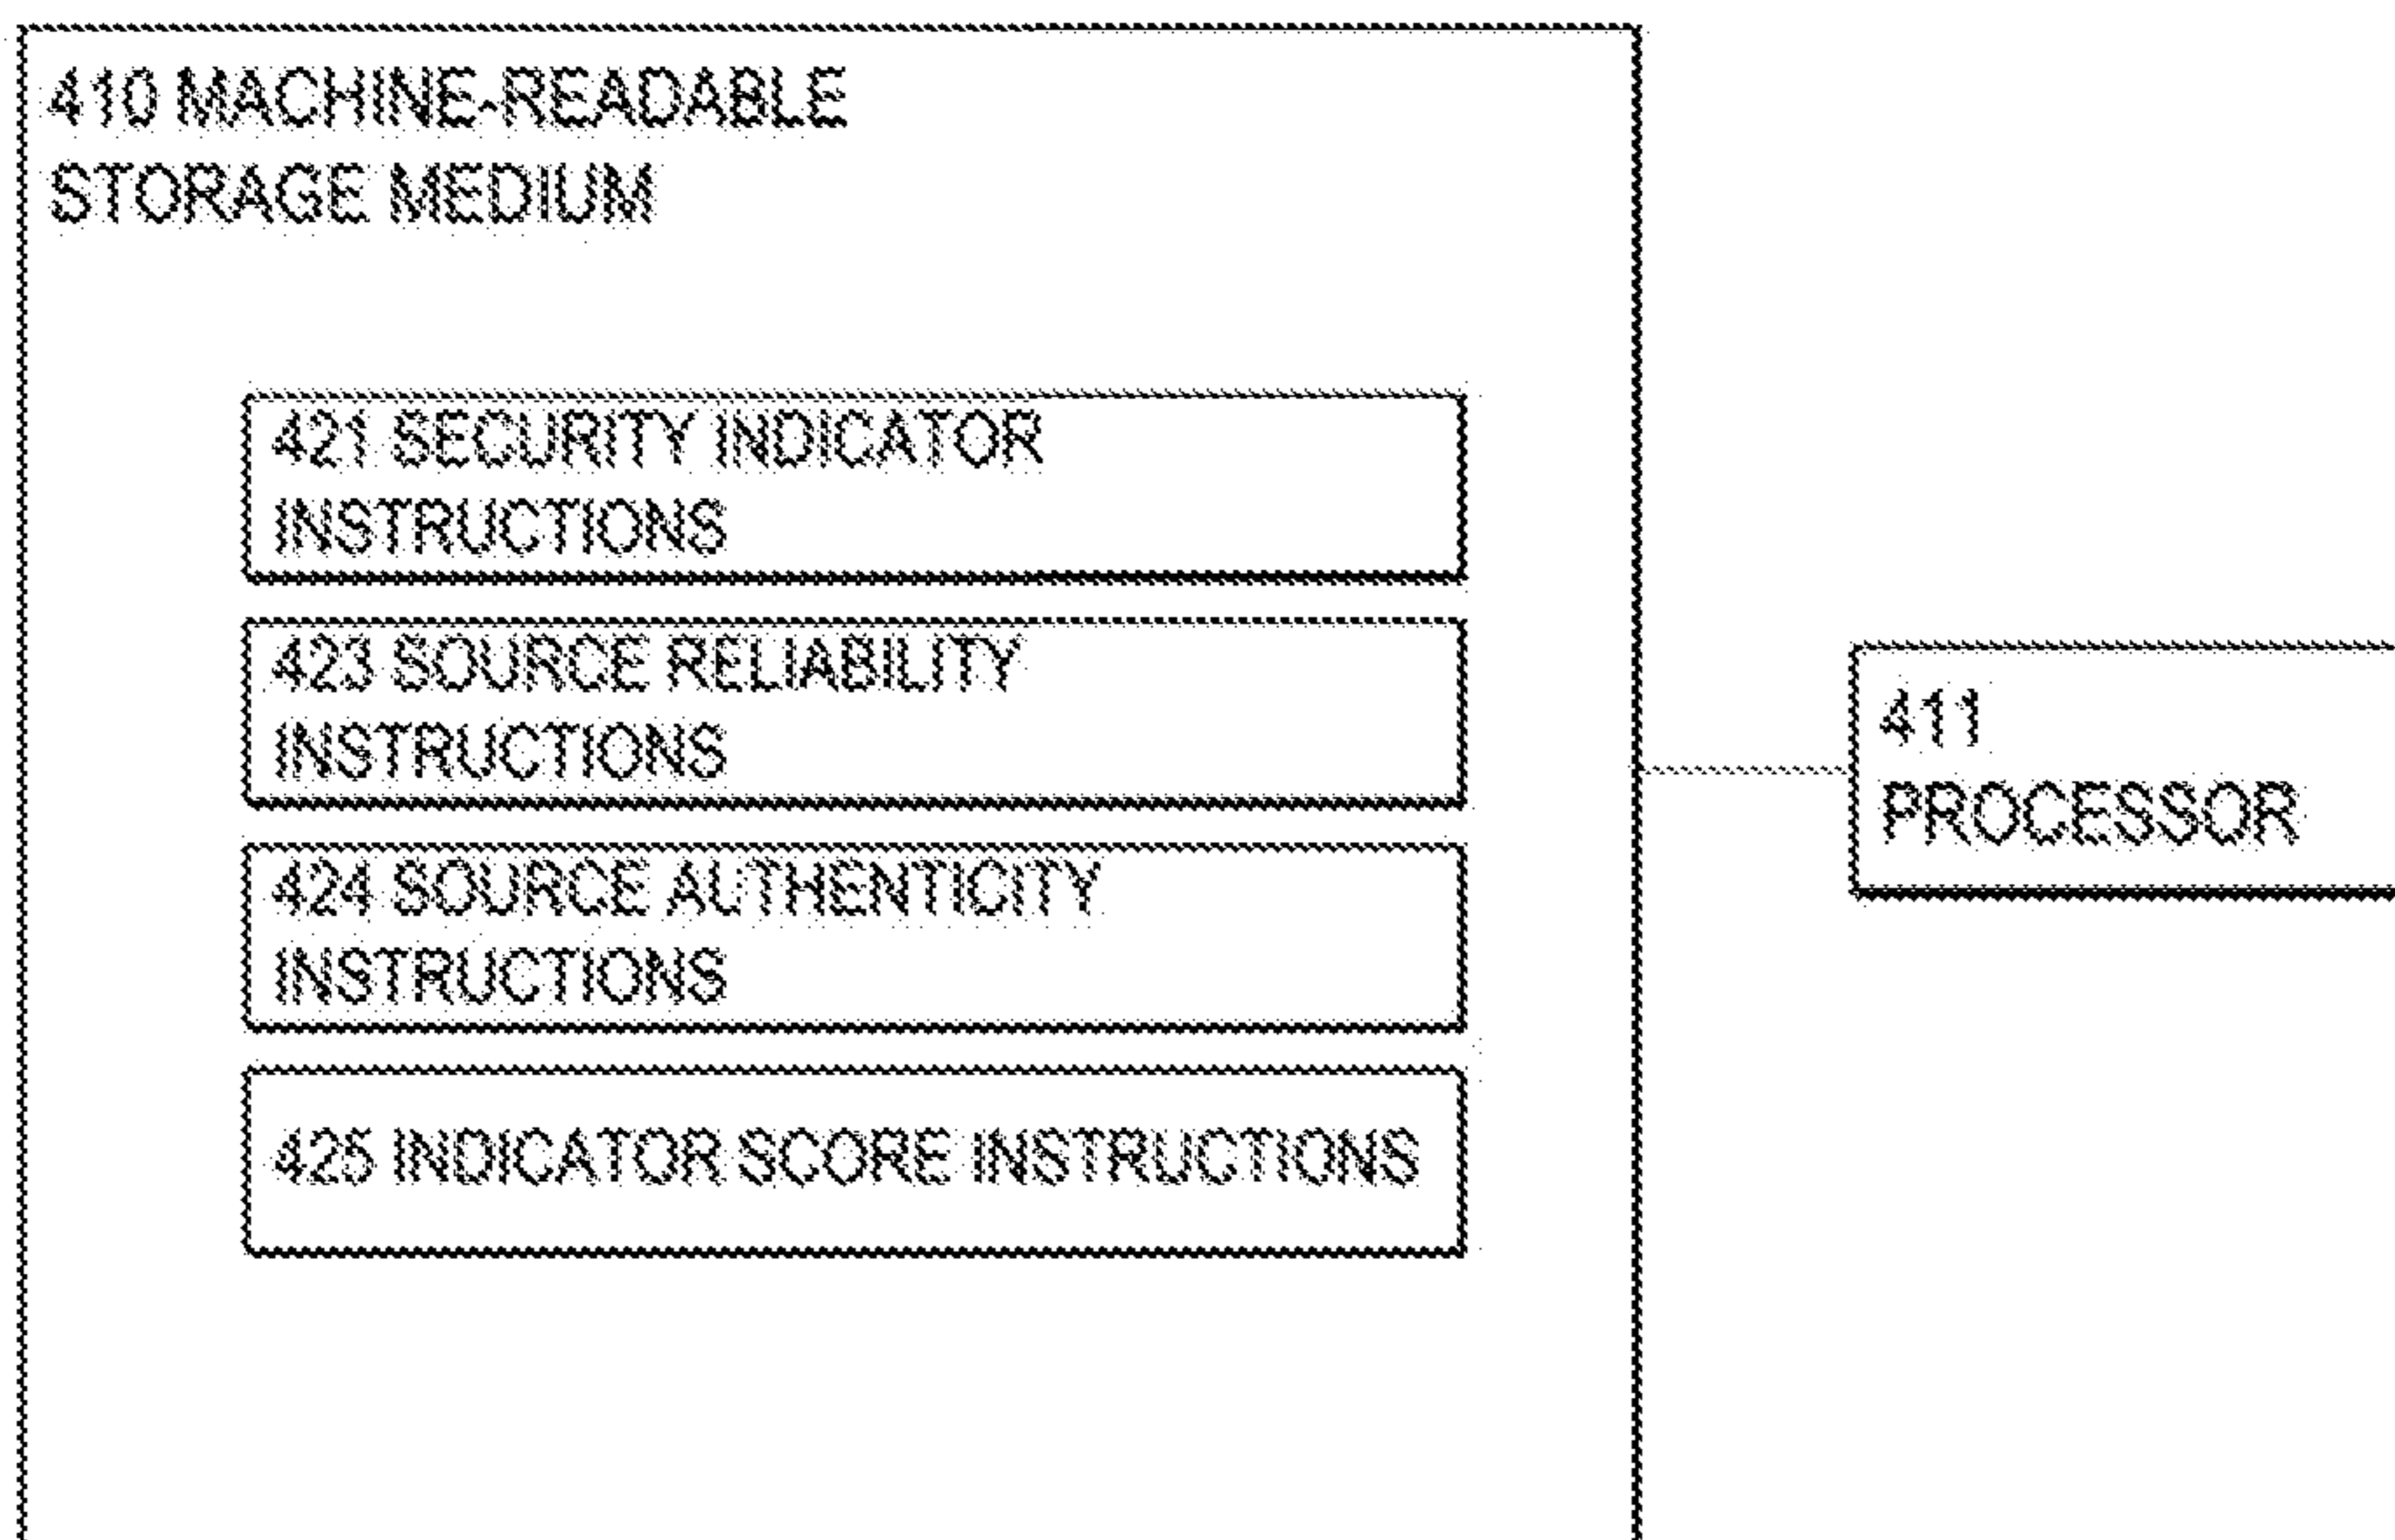 410 MACHINE-READABLE
STORAGE MEDIUM
421 SECURITY INDICATOR
INSTRUCTIONS
423 SOURCE RELIABILITY
INSTRUCTIONS
424 SOURCE AUTHENTICITY
INSTRUCTIONS
425 INDICATOR SCORE INSTRUCTIONS
411
PROCESSOR